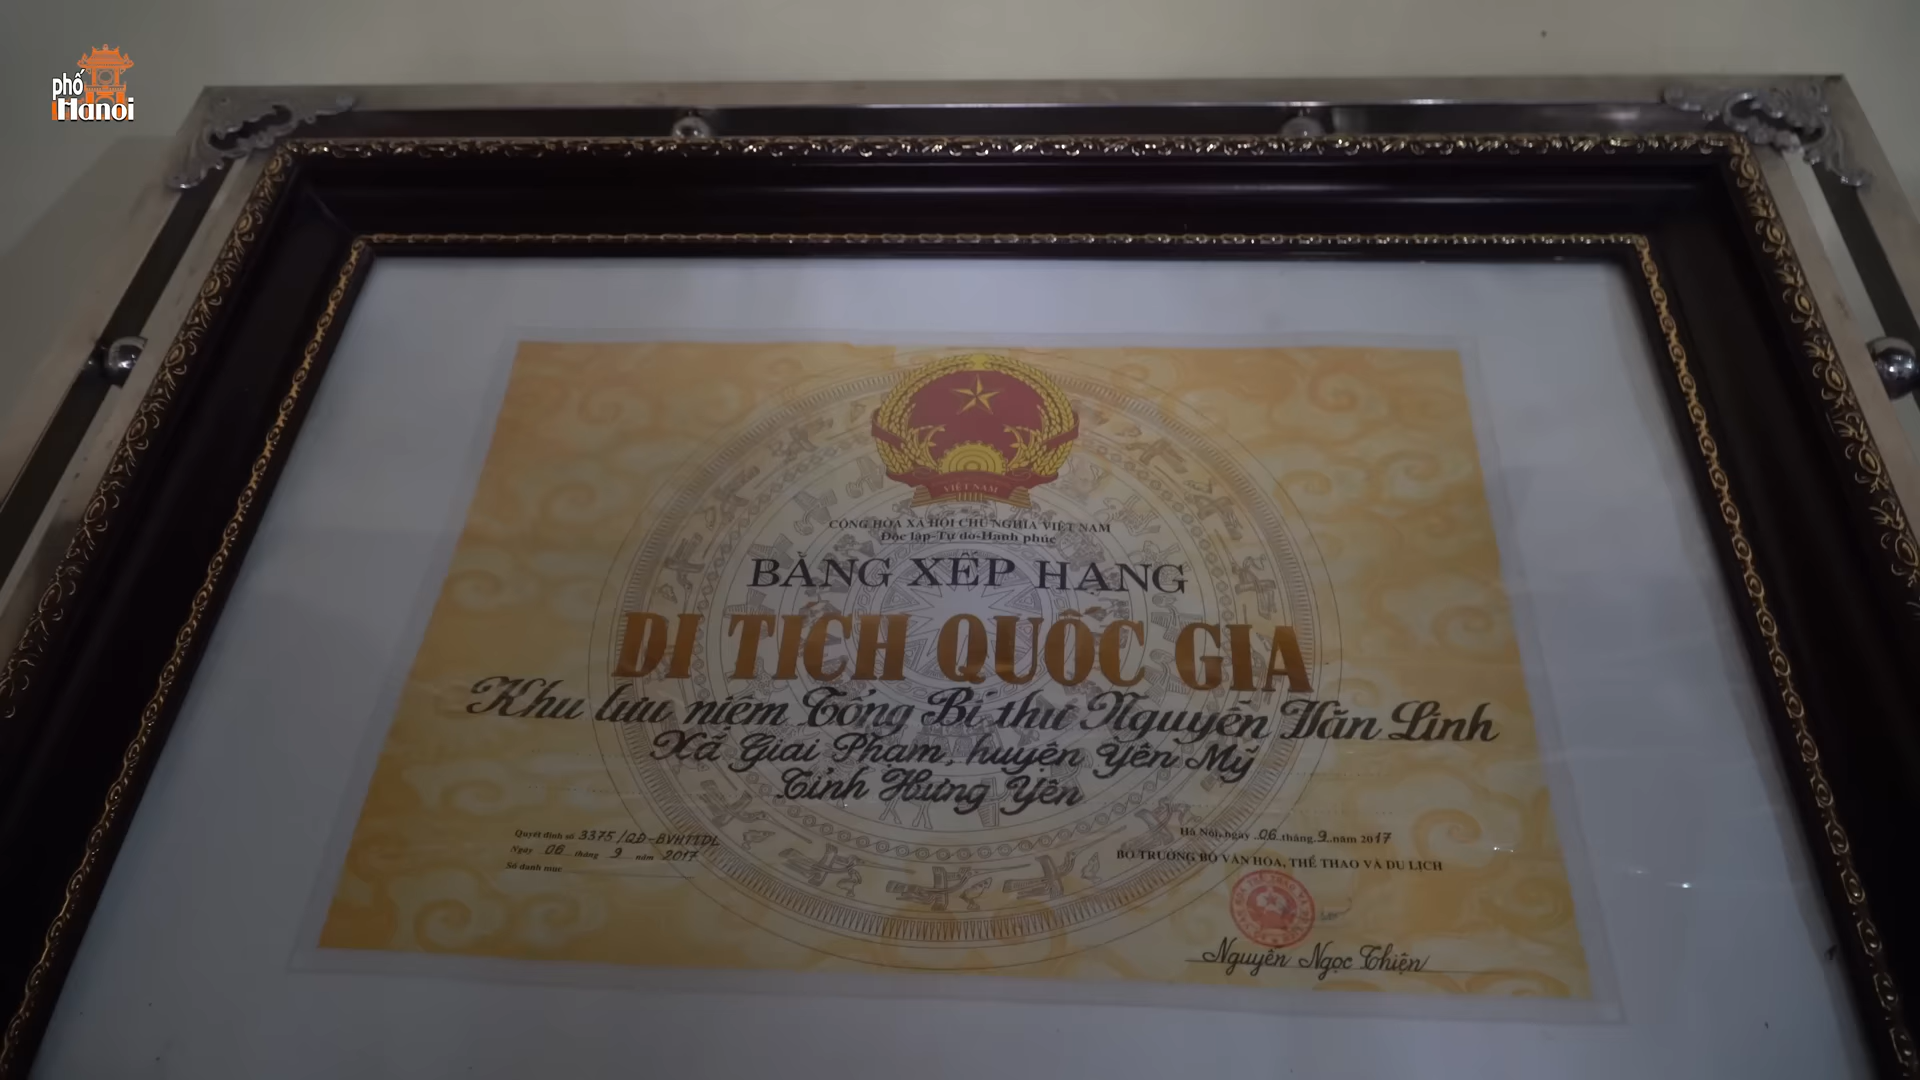 phố
Hanoi
VIỆT NAM
CỘNG HÒA XÃ HỘI CHỦ NGHĨA VIỆT NAM
Độc lập-Tự do-Hạnh phúc
BẰNG XẾP HẠNG
DI TÍCH QUỐC GIA
Khu lưu niệm Tổng Bí thư Nguyễn Văn Linh
Xã Giai Phạm, huyện Yên Mỹ
Tỉnh Hưng Yên
Quyết định số 3375/QĐ-BVHTTDL
Ngày 06 tháng 9 năm 2017
Số danh mục
Hà Nội, ngày 06 tháng 9 năm 2017
BỘ TRƯỞNG BỘ VĂN HÓA, THỂ THAO VÀ DU LỊCH
Nguyễn Ngọc Thiện